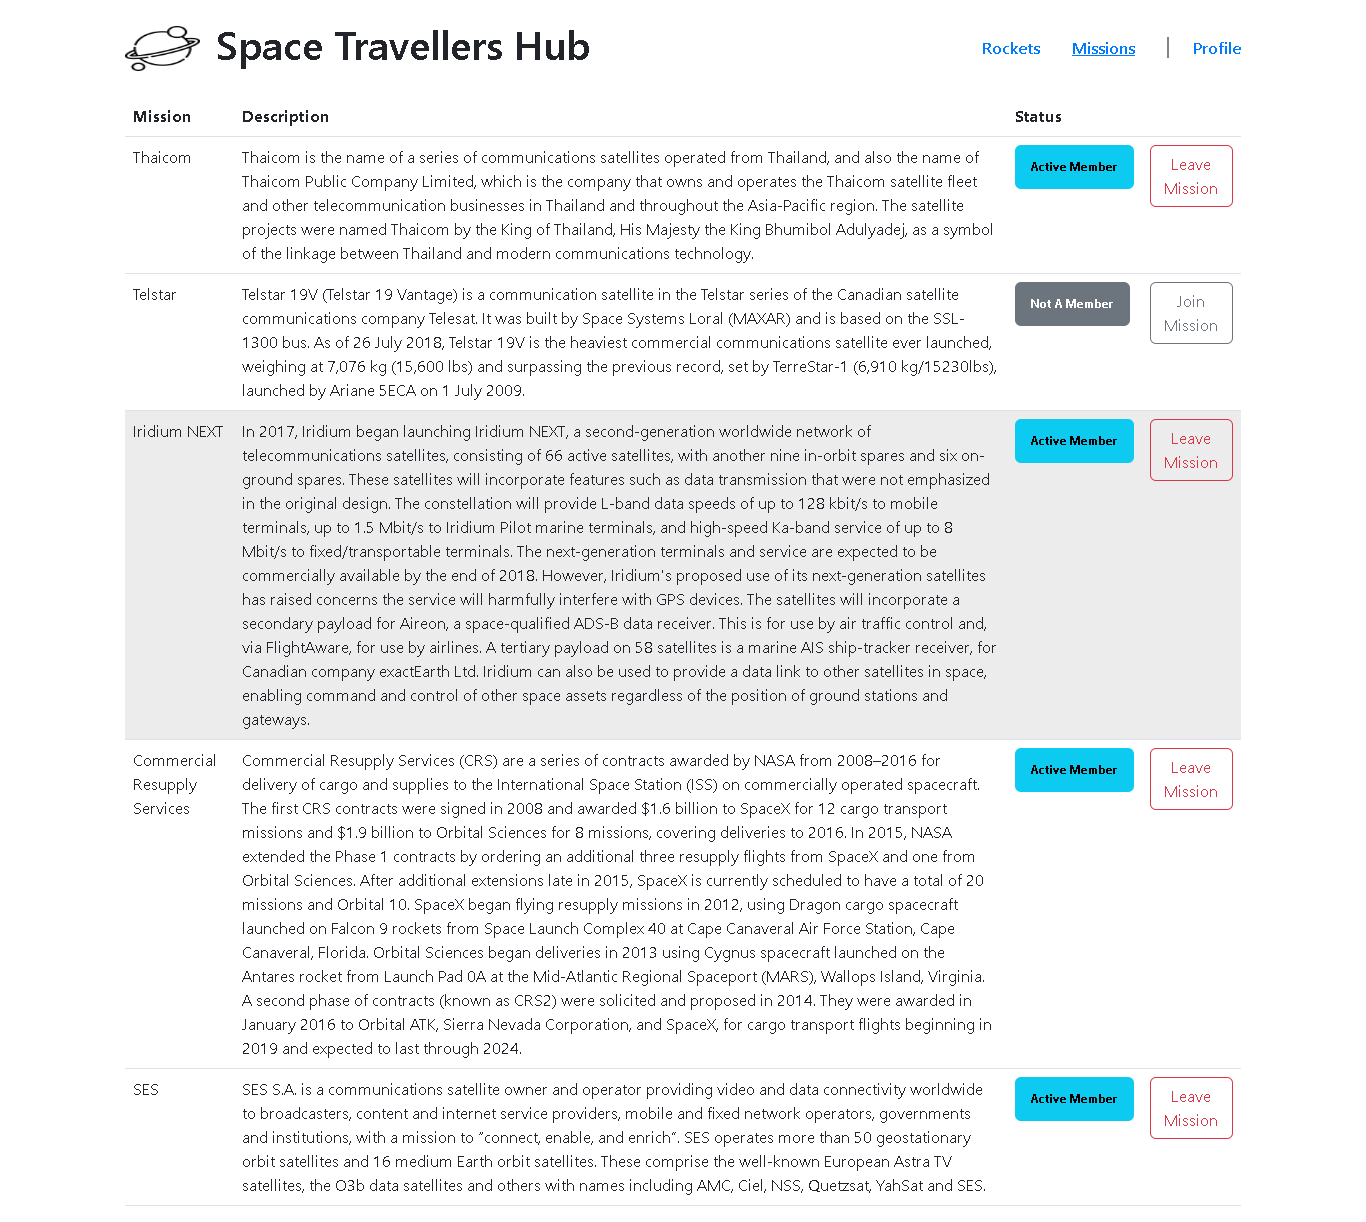 Space Travellers Hub
Rockets Missions | Profile
Mission Description Status
Thaicom
Thaicom is the name of a series of communications satellites operated from Thailand, and also the name of
Thaicom Public Company Limited, which is the company that owns and operates the Thaicom satellite fleet
and other telecommunication businesses in Thailand and throughout the Asia-Pacific region. The satellite
projects were named Thaicom by the King of Thailand, His Majesty the King Bhumibol Adulyadej, as a symbol
of the linkage between Thailand and modern communications technology.
Active Member
Leave
Mission
Telstar
Telstar 19V (Telstar 19 Vantage) is a communication satellite in the Telstar series of the Canadian satellite
communications company Telesat. It was built by Space Systems Loral (MAXAR) and is based on the SSL-
1300 bus. As of 26 July 2018, Telstar 19V is the heaviest commercial communications satellite ever launched,
weighing at 7,076 kg (15,600 lbs) and surpassing the previous record, set by TerreStar-1 (6,910 kg/15230lbs),
launched by Ariane 5ECA on 1 July 2009.
Not A Member
Join
Mission
Iridium NEXT
In 2017, Iridium began launching Iridium NEXT, a second-generation worldwide network of
telecommunications satellites, consisting of 66 active satellites, with another nine in-orbit spares and six on-
ground spares. These satellites will incorporate features such as data transmission that were not emphasized
in the original design. The constellation will provide L-band data speeds of up to 128 kbit/s to mobile
terminals, up to 1.5 Mbit/s to Iridium Pilot marine terminals, and high-speed Ka-band service of up to 8
Mbit/s to fixed/transportable terminals. The next-generation terminals and service are expected to be
commercially available by the end of 2018. However, Iridium's proposed use of its next-generation satellites
has raised concerns the service will harmfully interfere with GPS devices. The satellites will incorporate a
secondary payload for Aireon, a space-qualified ADS-B data receiver. This is for use by air traffic control and,
via FlightAware, for use by airlines. A tertiary payload on 58 satellites is a marine AIS ship-tracker receiver, for
Canadian company exactEarth Ltd. Iridium can also be used to provide a data link to other satellites in space,
enabling command and control of other space assets regardless of the position of ground stations and
gateways.
Active Member
Leave
Mission
Commercial
Resupply
Services
Commercial Resupply Services (CRS) are a series of contracts awarded by NASA from 2008–2016 for
delivery of cargo and supplies to the International Space Station (ISS) on commercially operated spacecraft.
The first CRS contracts were signed in 2008 and awarded $1.6 billion to SpaceX for 12 cargo transport
missions and $1.9 billion to Orbital Sciences for 8 missions, covering deliveries to 2016. In 2015, NASA
extended the Phase 1 contracts by ordering an additional three resupply flights from SpaceX and one from
Orbital Sciences. After additional extensions late in 2015, SpaceX is currently scheduled to have a total of 20
missions and Orbital 10. SpaceX began flying resupply missions in 2012, using Dragon cargo spacecraft
launched on Falcon 9 rockets from Space Launch Complex 40 at Cape Canaveral Air Force Station, Cape
Canaveral, Florida. Orbital Sciences began deliveries in 2013 using Cygnus spacecraft launched on the
Antares rocket from Launch Pad 0A at the Mid-Atlantic Regional Spaceport (MARS), Wallops Island, Virginia.
A second phase of contracts (known as CRS2) were solicited and proposed in 2014. They were awarded in
January 2016 to Orbital ATK, Sierra Nevada Corporation, and SpaceX, for cargo transport flights beginning in
2019 and expected to last through 2024.
Active Member
Leave
Mission
SES
SES S.A. is a communications satellite owner and operator providing video and data connectivity worldwide
to broadcasters, content and internet service providers, mobile and fixed network operators, governments
and institutions, with a mission to “connect, enable, and enrich”. SES operates more than 50 geostationary
orbit satellites and 16 medium Earth orbit satellites. These comprise the well-known European Astra TV
satellites, the O3b data satellites and others with names including AMC, Ciel, NSS, Quetzsat, YahSat and SES.
Active Member
Leave
Mission